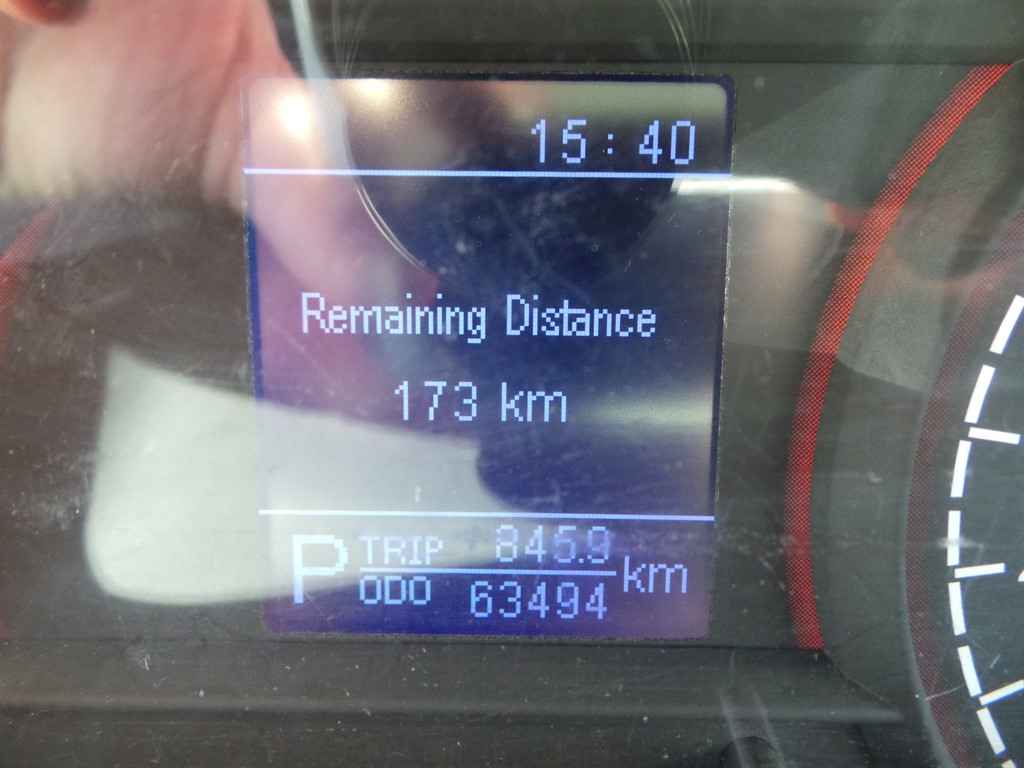 15:40
Remaining Distance
173 km
P TRIP 845.9 km
ODO 63494